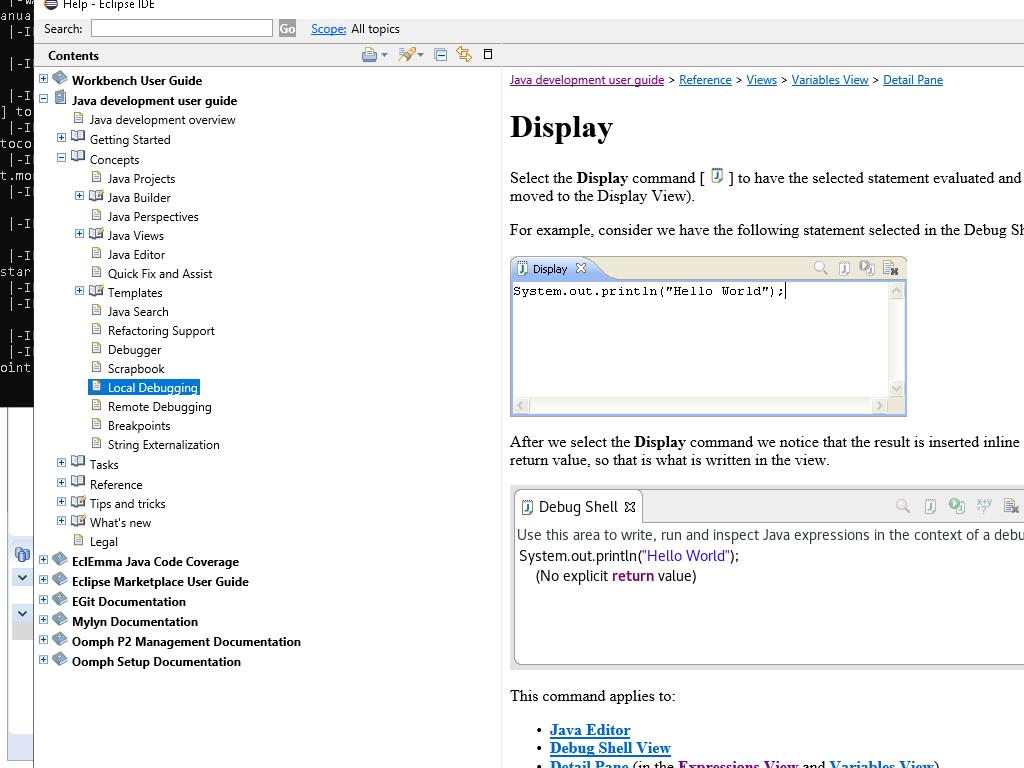 Help - Eclipse IDE
Search:
Go
Scope: All topics
Contents
Workbench User Guide
Java development user guide
Java development overview
Getting Started
Concepts
Java Projects
Java Builder
Java Perspectives
Java Views
Java Editor
Quick Fix and Assist
Templates
Java Search
Refactoring Support
Debugger
Scrapbook
Local Debugging
Remote Debugging
Breakpoints
String Externalization
Tasks
Reference
Tips and tricks
What's new
Legal
EclEmma Java Code Coverage
Eclipse Marketplace User Guide
EGit Documentation
Mylyn Documentation
Oomph P2 Management Documentation
Oomph Setup Documentation
Java development user guide > Reference > Views > Variables View > Detail Pane
Display
Select the Display command [ ] to have the selected statement evaluated and
moved to the Display View).
For example, consider we have the following statement selected in the Debug Sh
Display
System.out.println("Hello World");
After we select the Display command we notice that the result is inserted inline
return value, so that is what is written in the view.
Debug Shell
Use this area to write, run and inspect Java expressions in the context of a debu
System.out.println("Hello World");
(No explicit return value)
This command applies to:
• Java Editor
• Debug Shell View
• Detail Pane (in the Expressions View and Variables View)